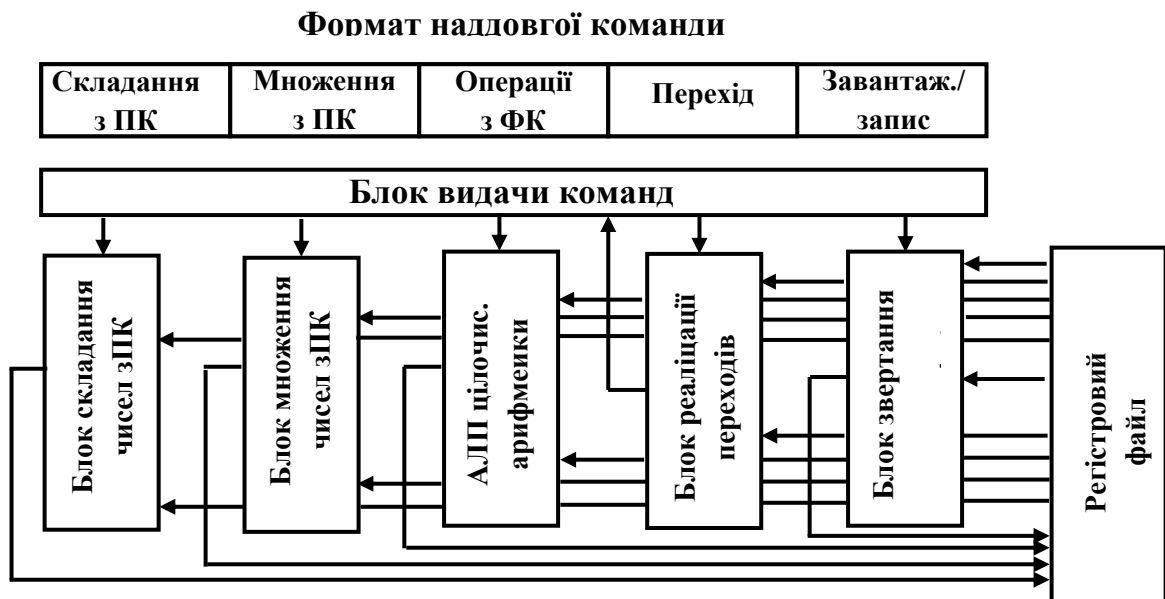 Формат наддовгої команди
Складання
з ПК
Множення
з ПК
Операції
з ФК
Перехід
Завантаж./
запис
Блок видачи команд
Блок складання
чисел зПК
Блок множення
чисел зПК
АЛП цілочис.
арифмеики
Блок реаліцації
переходів
Блок звертання
Регістровий
файл